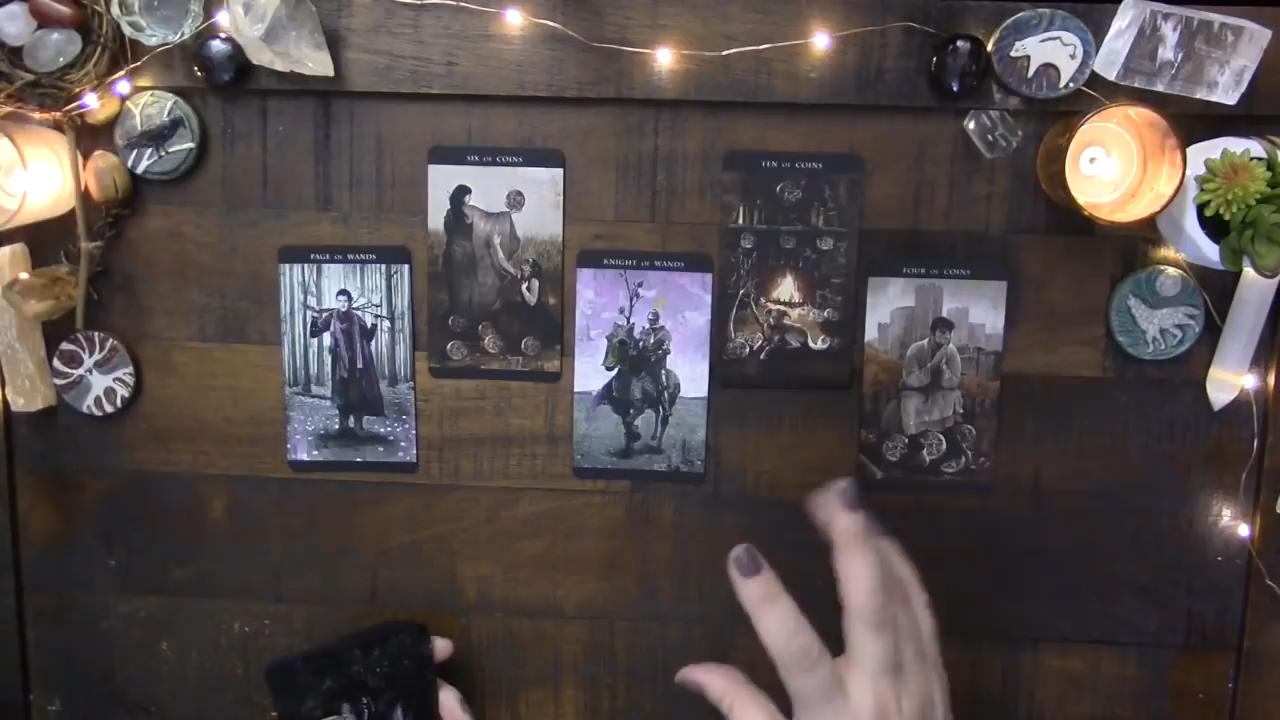 PAGE OF WANDS
SIX OF COINS
KNIGHT OF WANDS
TEN OF COINS
FOUR OF COINS